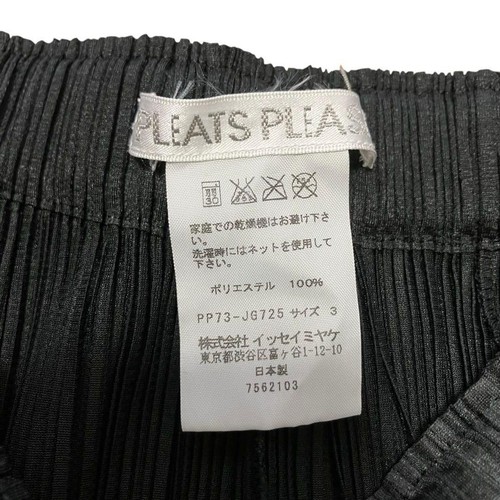 PLEATS PLEAS
30
家庭での乾燥機はお避け下さ
い。
洗濯時にはネットを使用して
下さい。
ポリエステル 100%
PP73-JG725 サイズ 3
株式会社イッセイミヤケ
東京都渋谷区富ヶ谷1-12-10
日本製
7562103